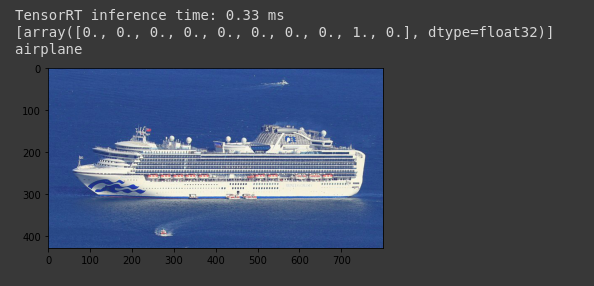 TensorRT inference time: 0.33 ms
[array([0., 0., 0., 0., 0., 0., 0., 0., 1., 0.], dtype=float32)]
airplane
0
100
200
300
400
0 100 200 300 400 500 600 700